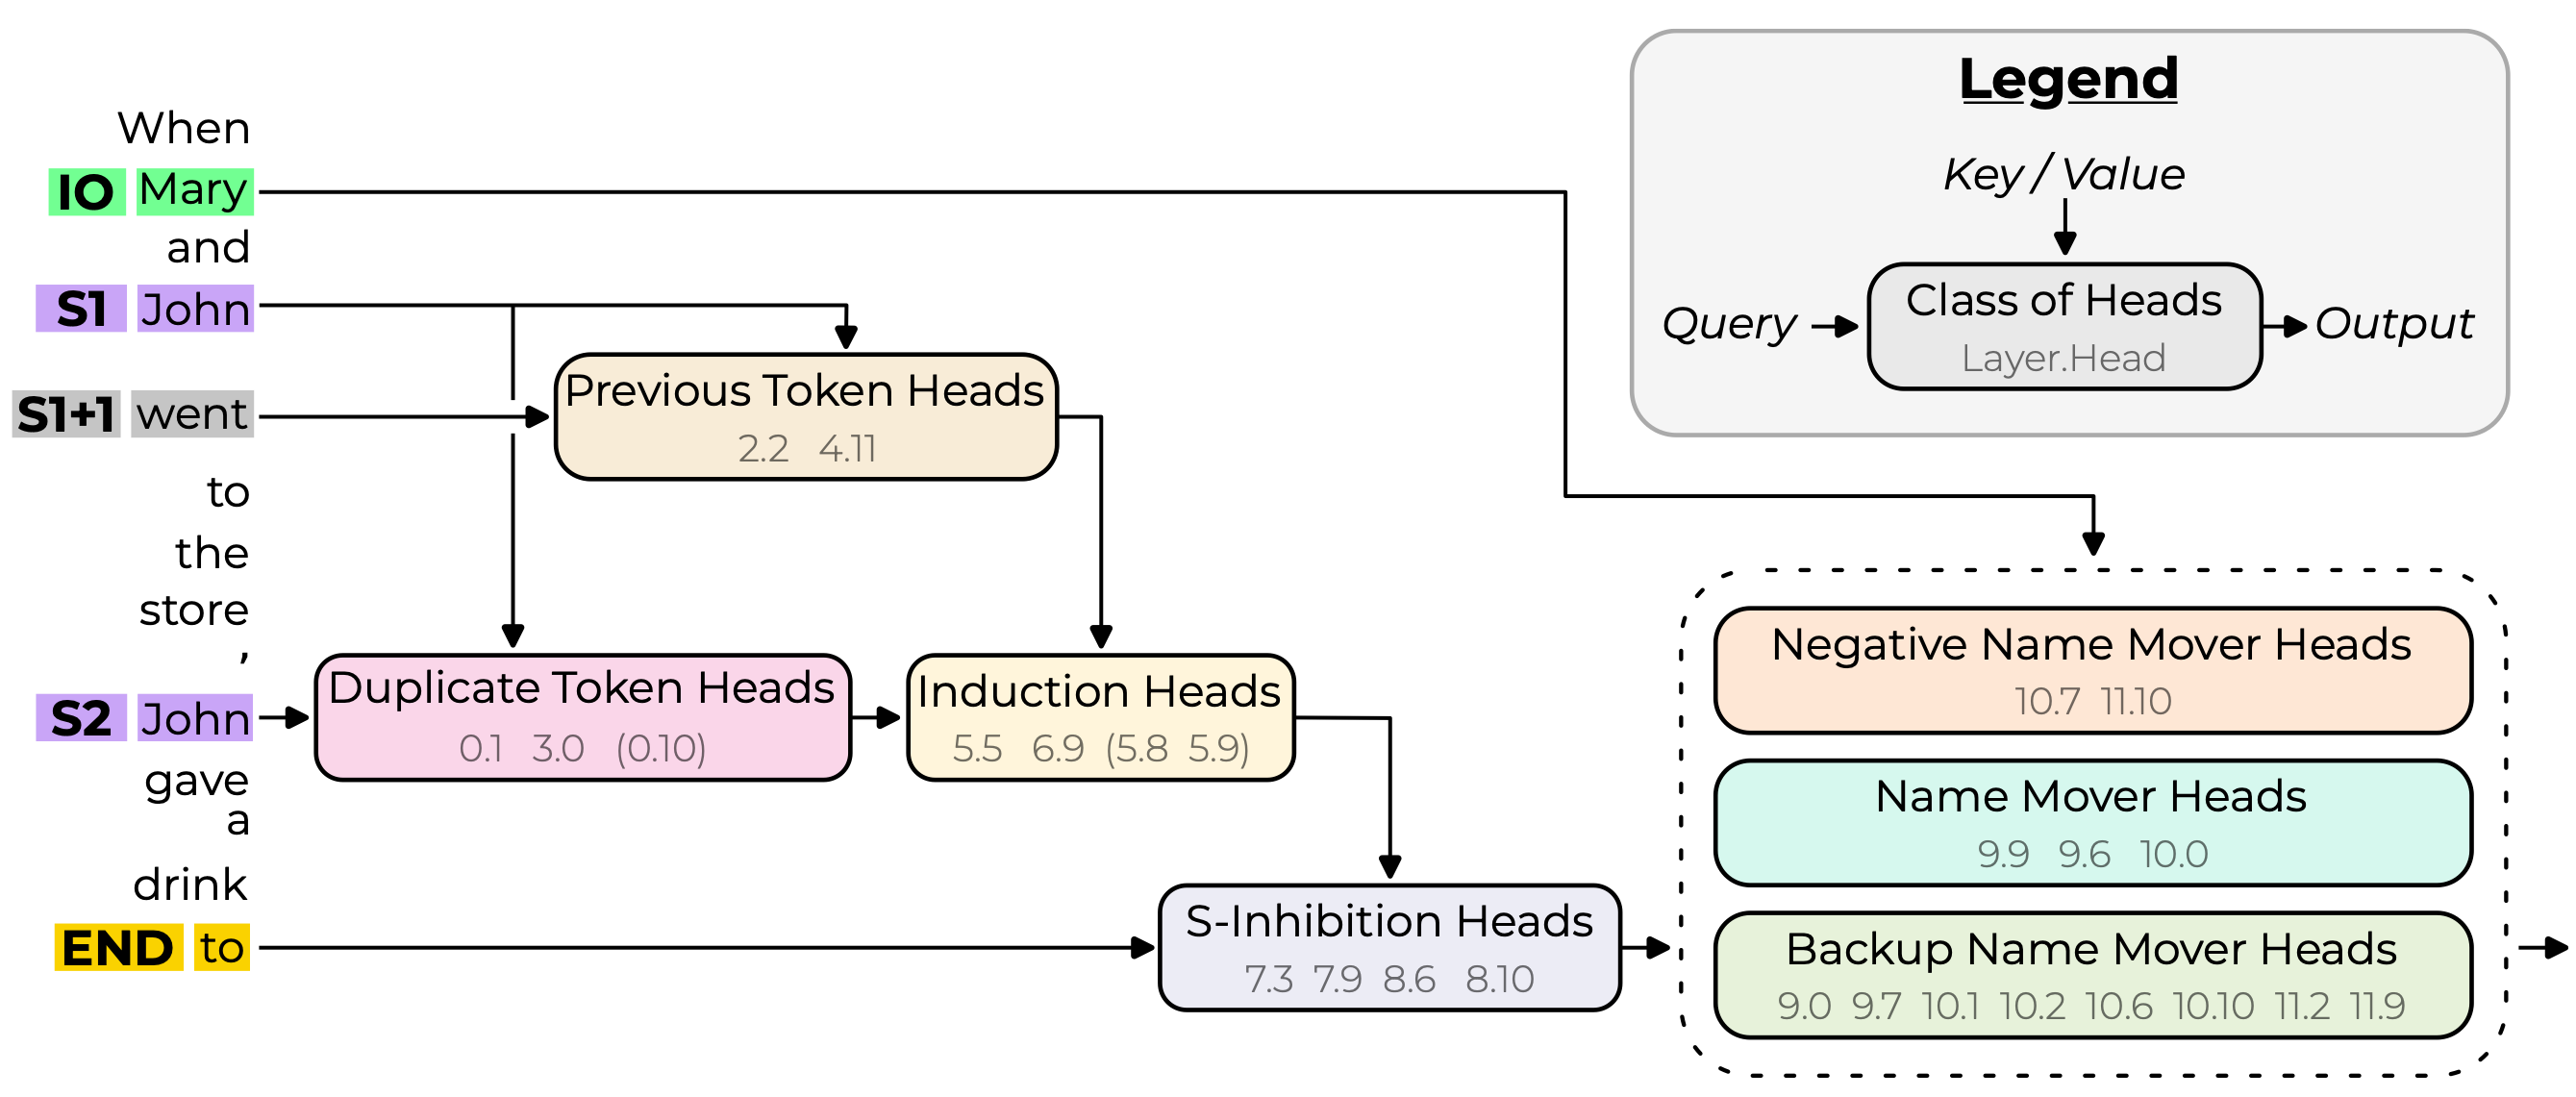 Legend
Key / Value
Query
Class of Heads
Layer.Head
Output
When
IO Mary
and
S1 John
S1+1 went
to
the
store
,
S2 John
gave
a
drink
END to
Previous Token Heads
2.2 4.11
Duplicate Token Heads
0.1 3.0 (0.10)
Induction Heads
5.5 6.9 (5.8 5.9)
S-Inhibition Heads
7.3 7.9 8.6 8.10
Negative Name Mover Heads
10.7 11.10
Name Mover Heads
9.9 9.6 10.0
Backup Name Mover Heads
9.0 9.7 10.1 10.2 10.6 10.10 11.2 11.9